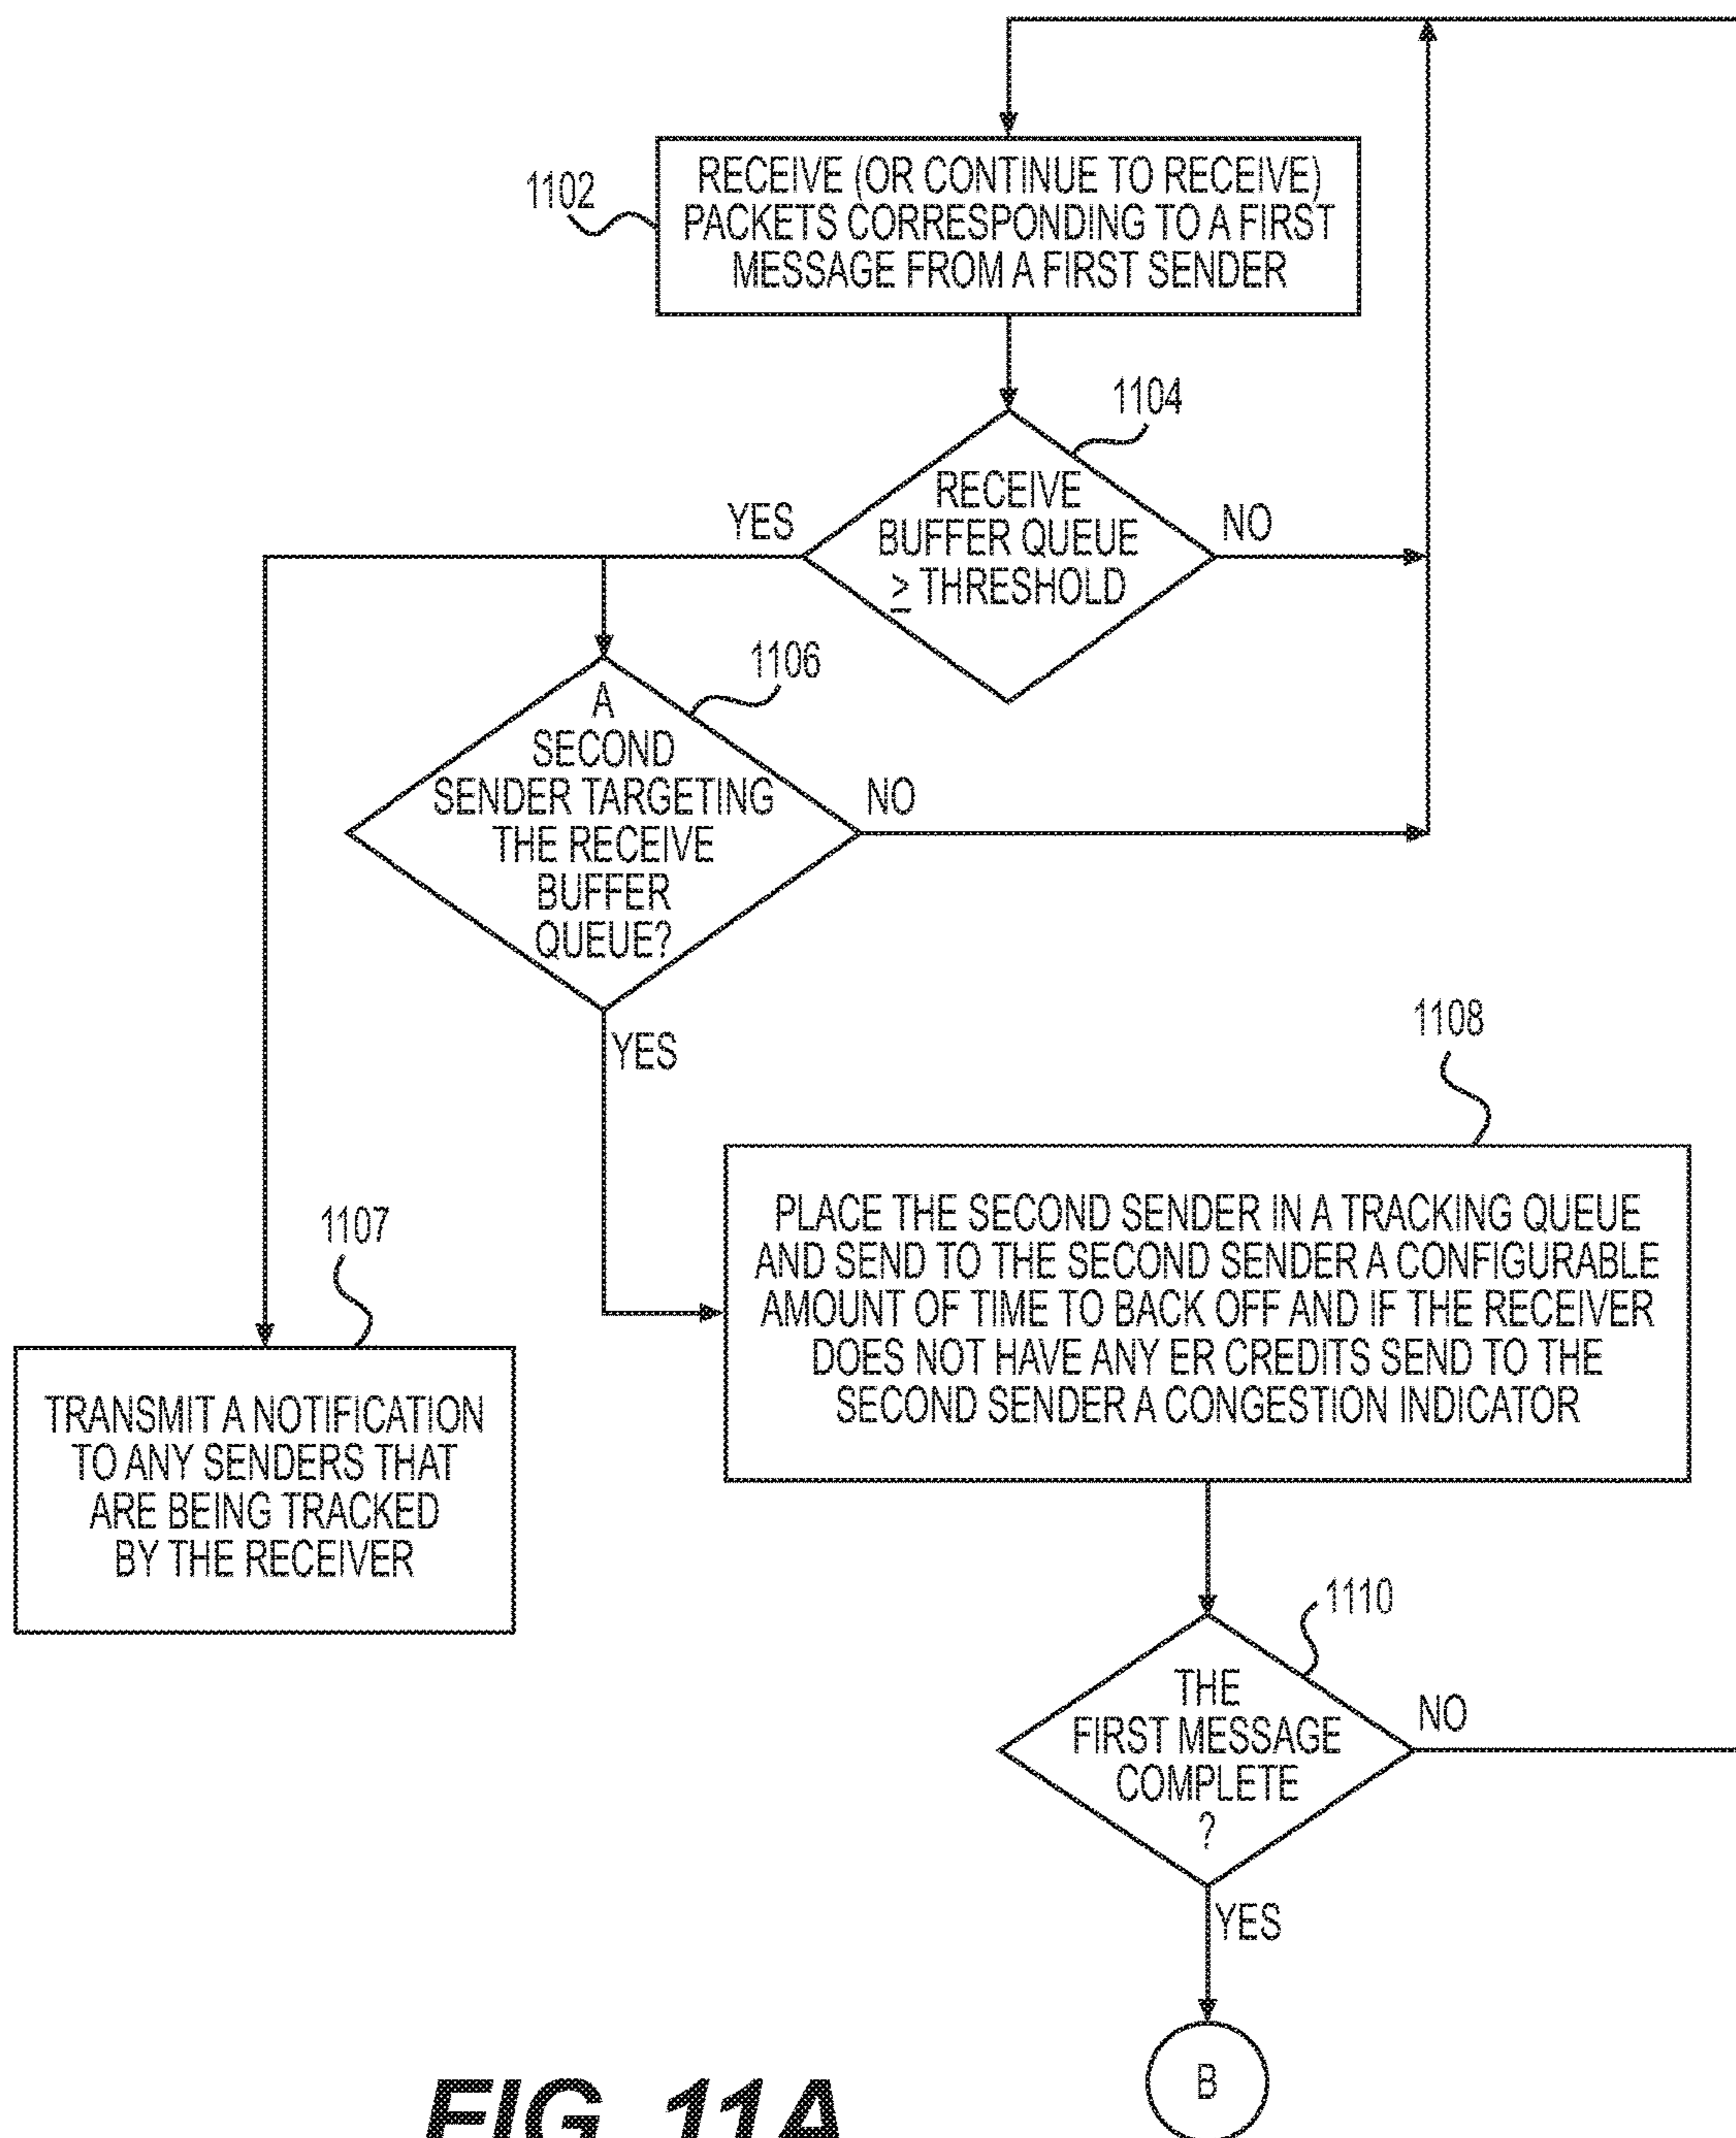 1102
RECEIVE (OR CONTINUE TO RECEIVE)
PACKETS CORRESPONDING TO A FIRST
MESSAGE FROM A FIRST SENDER
1104
RECEIVE
BUFFER QUEUE
≥ THRESHOLD
YES
NO
1106
A
SECOND
SENDER TARGETING
THE RECEIVE
BUFFER
QUEUE?
NO
YES
1107
TRANSMIT A NOTIFICATION
TO ANY SENDERS THAT
ARE BEING TRACKED
BY THE RECEIVER
1108
PLACE THE SECOND SENDER IN A TRACKING QUEUE
AND SEND TO THE SECOND SENDER A CONFIGURABLE
AMOUNT OF TIME TO BACK OFF AND IF THE RECEIVER
DOES NOT HAVE ANY ER CREDITS SEND TO THE
SECOND SENDER A CONGESTION INDICATOR
1110
THE
FIRST MESSAGE
COMPLETE
?
NO
YES
B
FIG. 11A